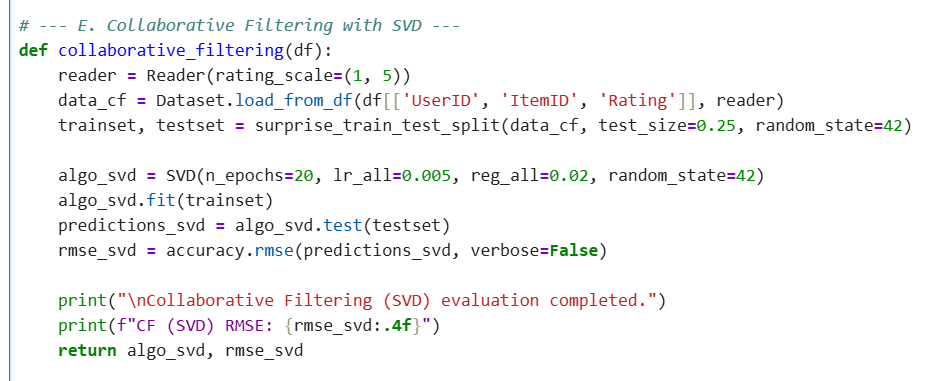 # --- E. Collaborative Filtering with SVD ---
def collaborative_filtering(df):
    reader = Reader(rating_scale=(1, 5))
    data_cf = Dataset.load_from_df(df[['UserID', 'ItemID', 'Rating']], reader)
    trainset, testset = surprise_train_test_split(data_cf, test_size=0.25, random_state=42)

    algo_svd = SVD(n_epochs=20, lr_all=0.005, reg_all=0.02, random_state=42)
    algo_svd.fit(trainset)
    predictions_svd = algo_svd.test(testset)
    rmse_svd = accuracy.rmse(predictions_svd, verbose=False)

    print("\nCollaborative Filtering (SVD) evaluation completed.")
    print(f"CF (SVD) RMSE: {rmse_svd:.4f}")
    return algo_svd, rmse_svd